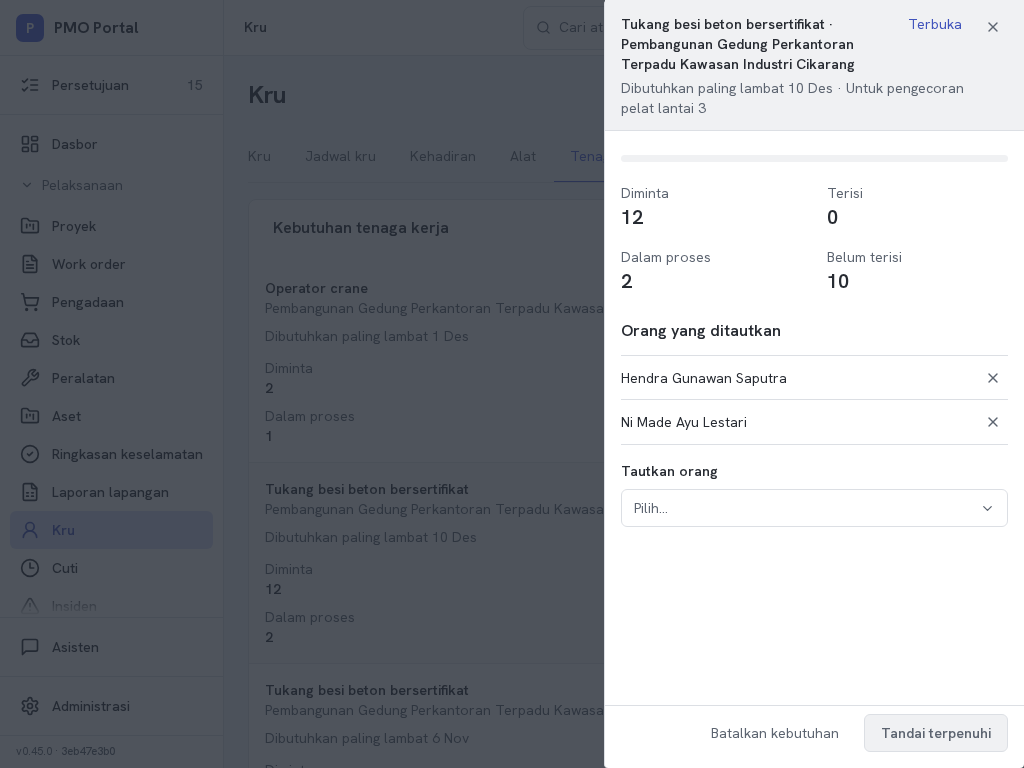 P PMO Portal
Persetujuan 15
Dasbor
Pelaksanaan
Proyek
Work order
Pengadaan
Stok
Peralatan
Aset
Ringkasan keselamatan
Laporan lapangan
Kru
Cuti
Insiden
Asisten
Administrasi
v0.45.0 · 3eb47e3b0
Kru
Cari at
Kru
Kru Jadwal kru Kehadiran Alat Tena
Kebutuhan tenaga kerja
Operator crane
Pembangunan Gedung Perkantoran Terpadu Kawasa
Dibutuhkan paling lambat 1 Des
Diminta
2
Dalam proses
1
Tukang besi beton bersertifikat
Pembangunan Gedung Perkantoran Terpadu Kawasa
Dibutuhkan paling lambat 10 Des
Diminta
12
Dalam proses
2
Tukang besi beton bersertifikat
Pembangunan Gedung Perkantoran Terpadu Kawasa
Dibutuhkan paling lambat 6 Nov
Tukang besi beton bersertifikat ·
Pembangunan Gedung Perkantoran
Terpadu Kawasan Industri Cikarang
Terbuka
Dibutuhkan paling lambat 10 Des · Untuk pengecoran
pelat lantai 3
Diminta
12
Terisi
0
Dalam proses
2
Belum terisi
10
Orang yang ditautkan
Hendra Gunawan Saputra
Ni Made Ayu Lestari
Tautkan orang
Pilih...
Batalkan kebutuhan
Tandai terpenuhi